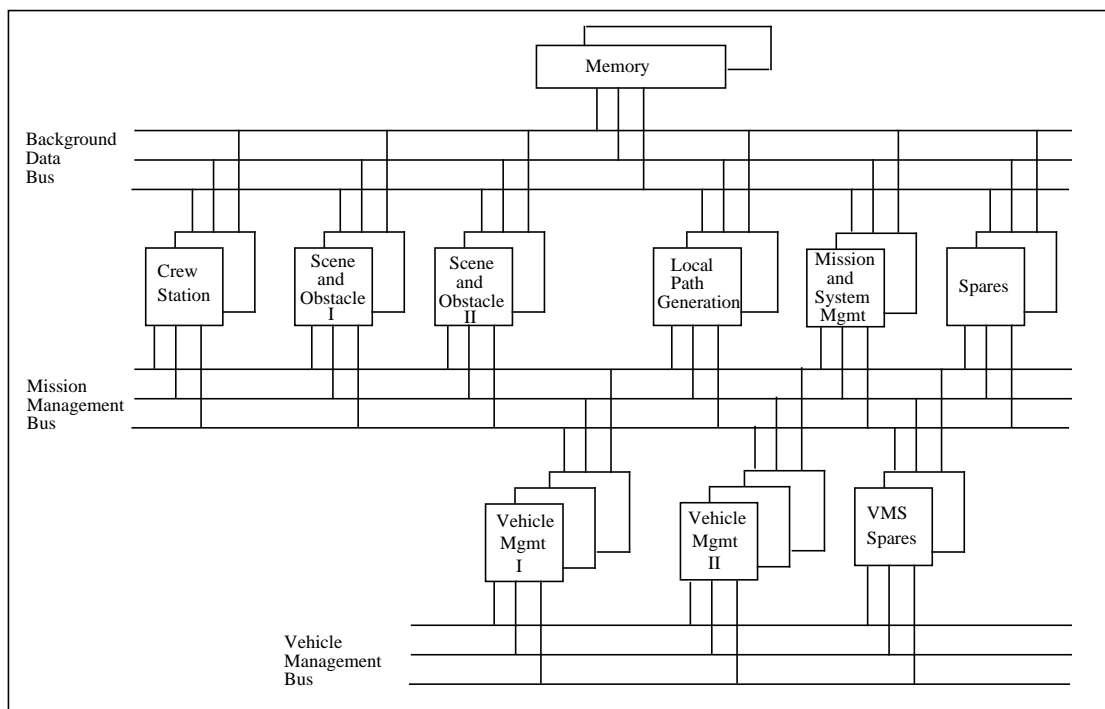 Memory
Background
Data
Bus
Crew
Station
Scene
and
Obstacle
I
Scene
and
Obstacle
II
Local
Path
Generation
Mission
and
System
Mgmt
Spares
Mission
Management
Bus
Vehicle
Mgmt
I
Vehicle
Mgmt
II
VMS
Spares
Vehicle
Management
Bus